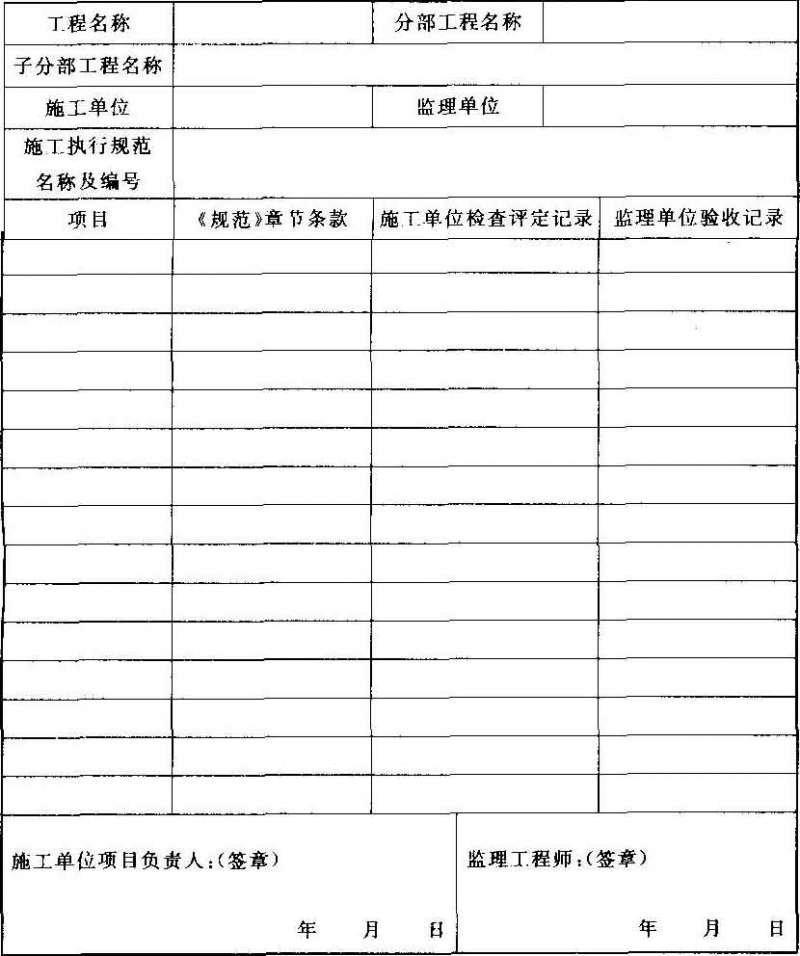 工程名称 分部工程名称
子分部工程名称
施工单位 监理单位
施工执行规范
名称及编号
项目 《规范》章节条款 施工单位检查评定记录 监理单位验收记录
施工单位项目负责人:(签章) 监理工程师:(签章)
年 月 日 年 月 日